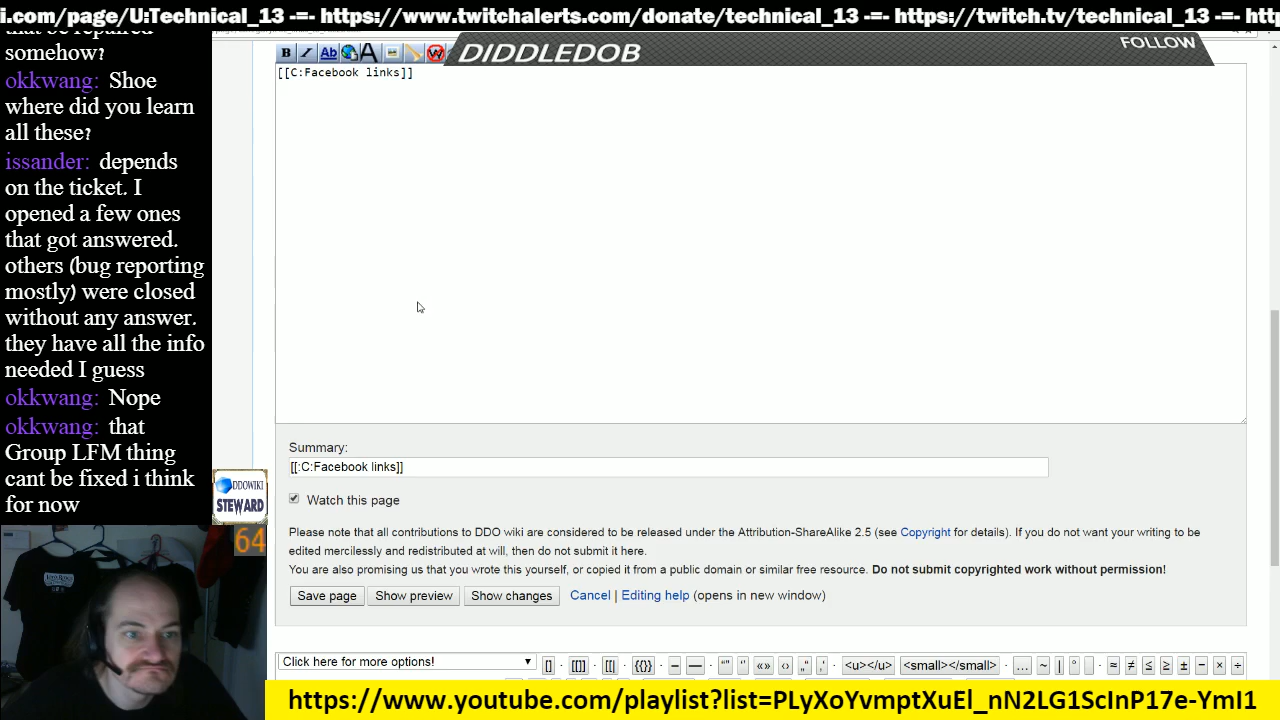 i.com/page/U:Technical_13 -=- https://www.twitchalerts.com/donate/technical_13 -=- https://twitch.tv/technical_13 -=- http
that be repaired
somehow?
okkwang: Shoe
where did you learn
all these?
issander: depends
on the ticket. I
opened a few ones
that got answered.
others (bug reporting
mostly) were closed
without any answer.
they have all the info
needed I guess
okkwang: Nope
okkwang: that
Group LFM thing
cant be fixed i think
for now
DIDDLEDOB
FOLLOW
B I Ab A W
[[C:Facebook links]]
Summary:
[[:C:Facebook links]]
Watch this page
Please note that all contributions to DDO wiki are considered to be released under the Attribution-ShareAlike 2.5 (see Copyright for details). If you do not want your writing to be
edited mercilessly and redistributed at will, then do not submit it here.
You are also promising us that you wrote this yourself, or copied it from a public domain or similar free resource. Do not submit copyrighted work without permission!
Save page Show preview Show changes Cancel | Editing help (opens in new window)
Click here for more options! [] · [[]] · [[| · {{}} · – — · “” ‘’ «» ‹› „“ ‚‘ · <u></u> · <small></small> · … ~ | ° · ≈ ≠ ≤ ≥ ± − × ÷
DDOWIKI
STEWARD
64
https://www.youtube.com/playlist?list=PLyXoYvmptXuEl_nN2LG1ScInP17e-YmI1